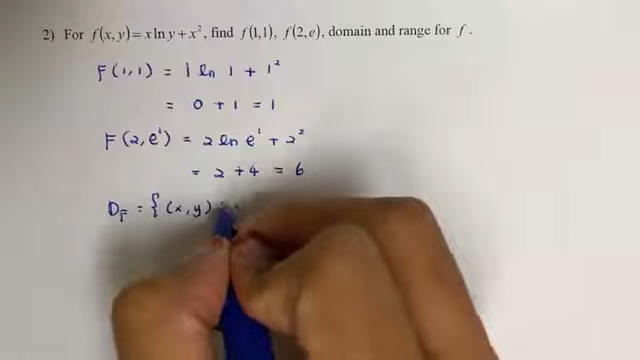 2) For f(x,y)=x ln y+x², find f(1,1), f(2,e), domain and range for f .
F(1,1) = 1 ln 1 + 1²
= 0 + 1 = 1
F(2,e¹) = 2 ln e¹ + 2²
= 2 + 4 = 6
D_F = { (x,y)